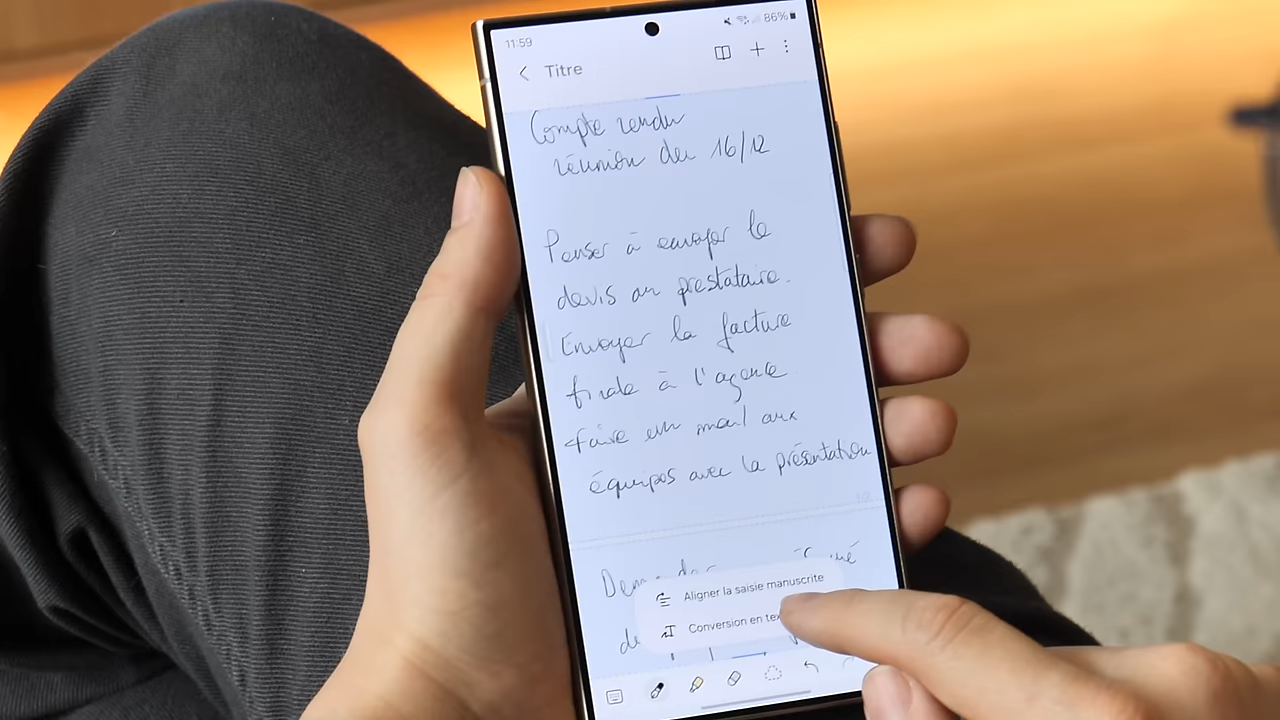 11:59
86%
Titre
Compte rendu
réunion du 16/12
Penser à envoyer le
devis au prestataire.
Envoyer la facture
finale à l'agence
faire un mail aux
équipes avec la présentation
Aligner la saisie manuscrite
Conversion en